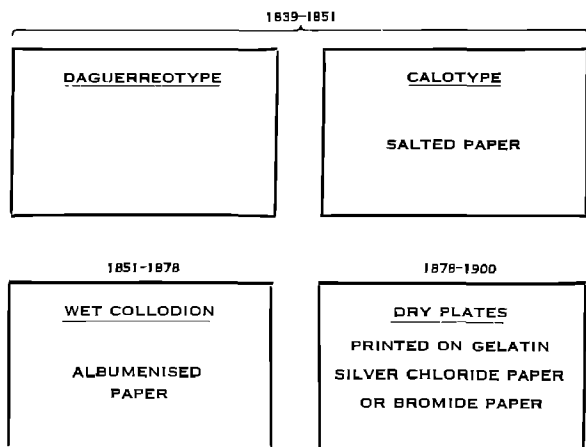 1839-1851
DAGUERREOTYPE
CALOTYPE
SALTED PAPER
1851-1878
WET COLLODION
ALBUMENISED
PAPER
1878-1900
DRY PLATES
PRINTED ON GELATIN
SILVER CHLORIDE PAPER
OR BROMIDE PAPER